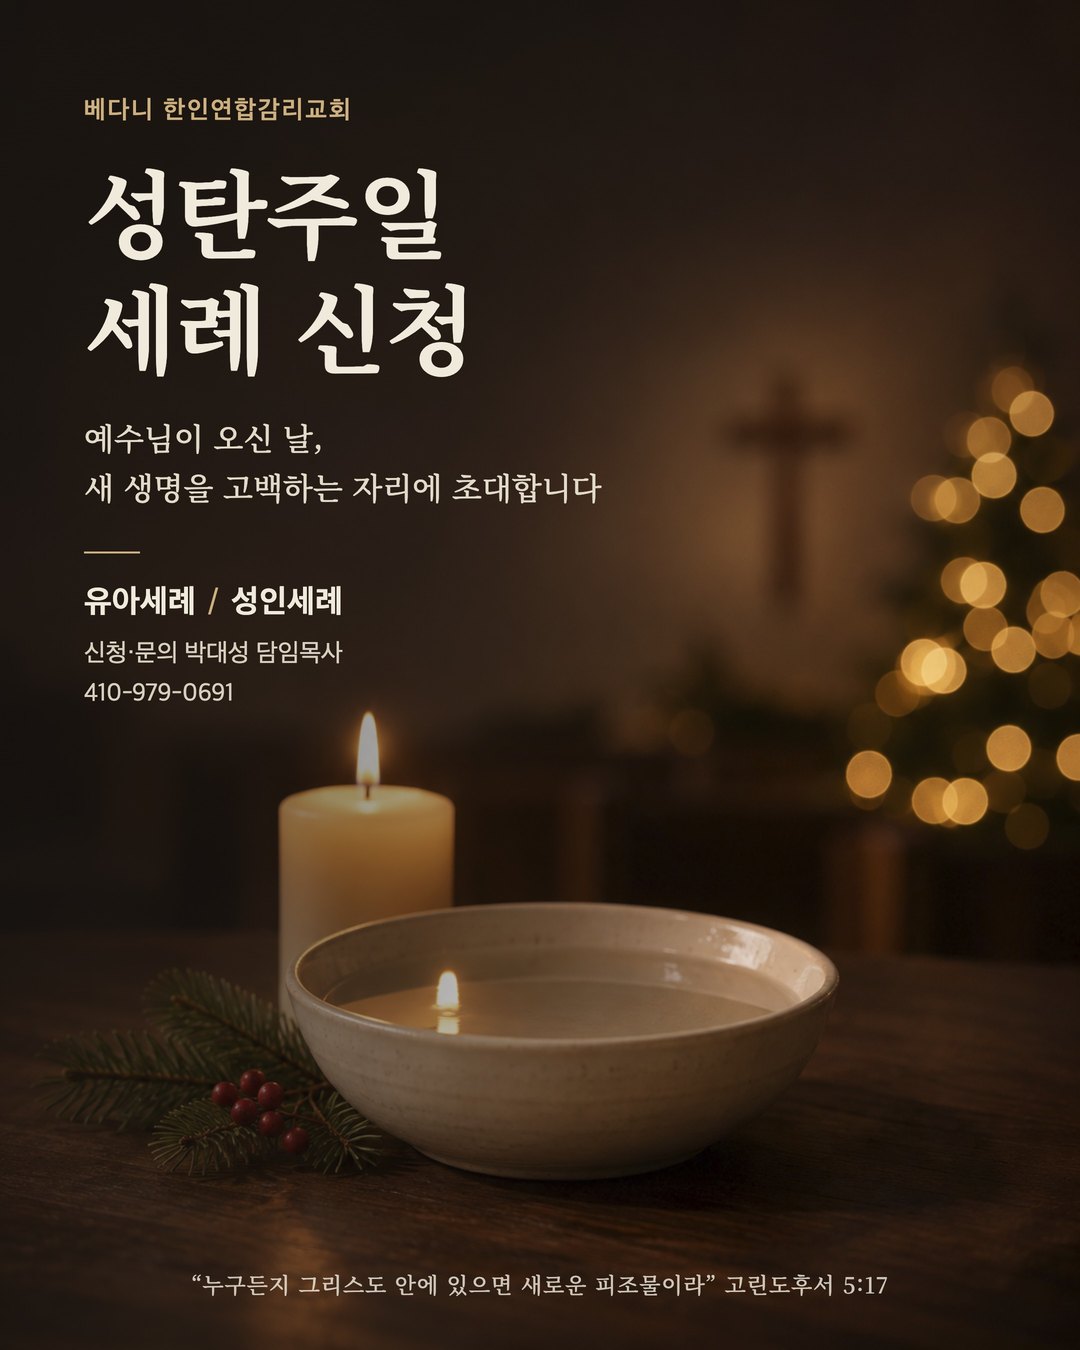 베다니 한인연합감리교회
성탄주일
세례 신청
예수님이 오신 날,
새 생명을 고백하는 자리에 초대합니다
유아세례 / 성인세례
신청·문의 박대성 담임목사
410-979-0691
“누구든지 그리스도 안에 있으면 새로운 피조물이라” 고린도후서 5:17